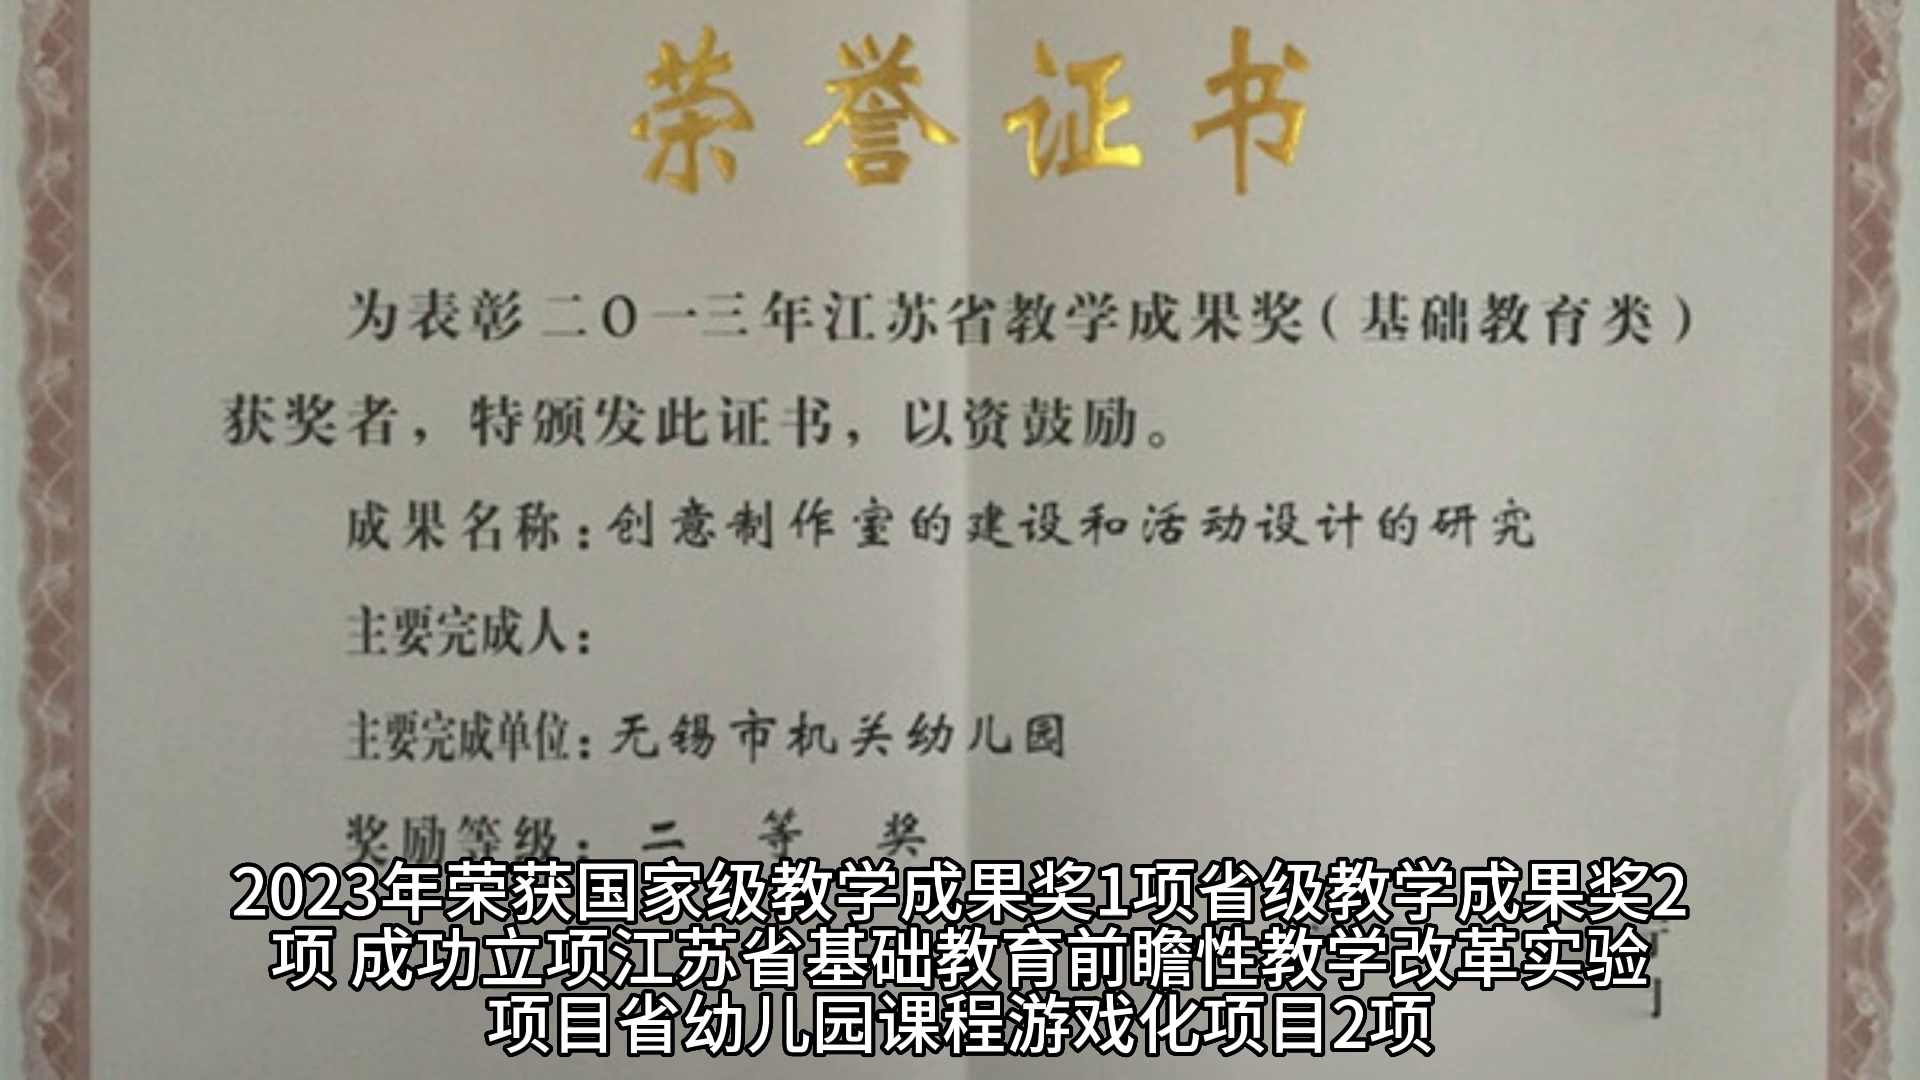 荣誉证书
为表彰二〇一三年江苏省教学成果奖（基础教育类）
获奖者，特颁发此证书，以资鼓励。
成果名称：创意制作室的建设和活动设计的研究
主要完成人：
主要完成单位：无锡市机关幼儿园
奖励等级：二等奖
2023年荣获国家级教学成果奖1项省级教学成果奖2
项 成功立项江苏省基础教育前瞻性教学改革实验
项目省幼儿园课程游戏化项目2项